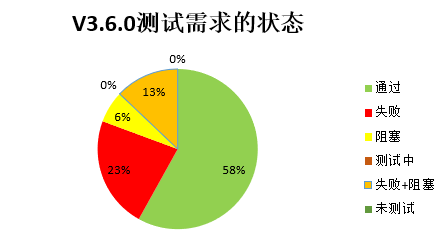 V3.6.0测试需求的状态
0%
0%
13%
6%
23%
58%
通过
失败
阻塞
测试中
失败+阻塞
未测试